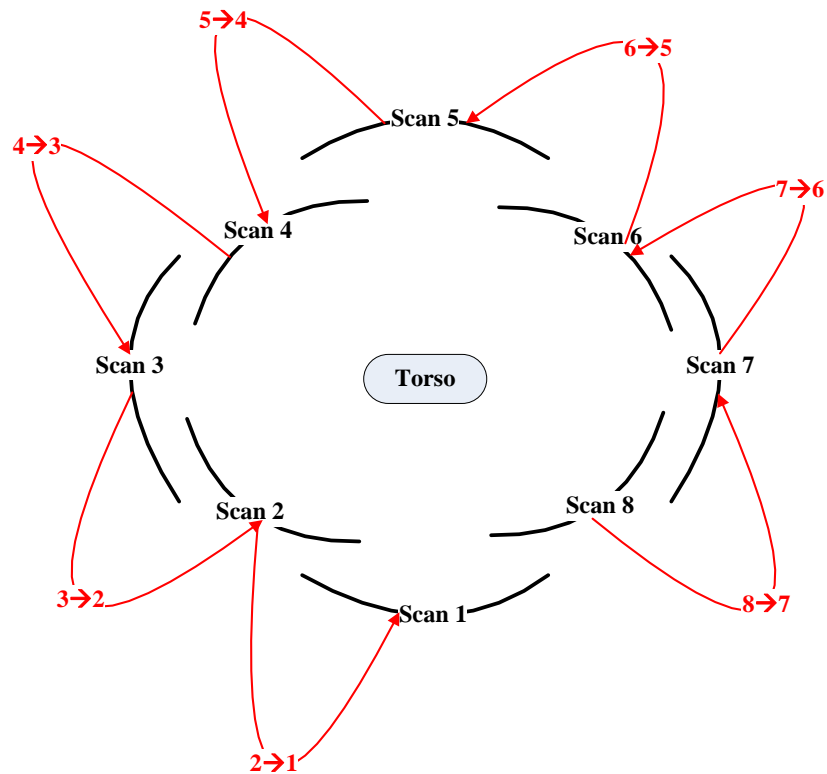 5→4
6→5
Scan 5
4→3
7→6
Scan 4
Scan 6
Scan 3
Torso
Scan 7
Scan 2
Scan 8
3→2
8→7
Scan 1
2→1